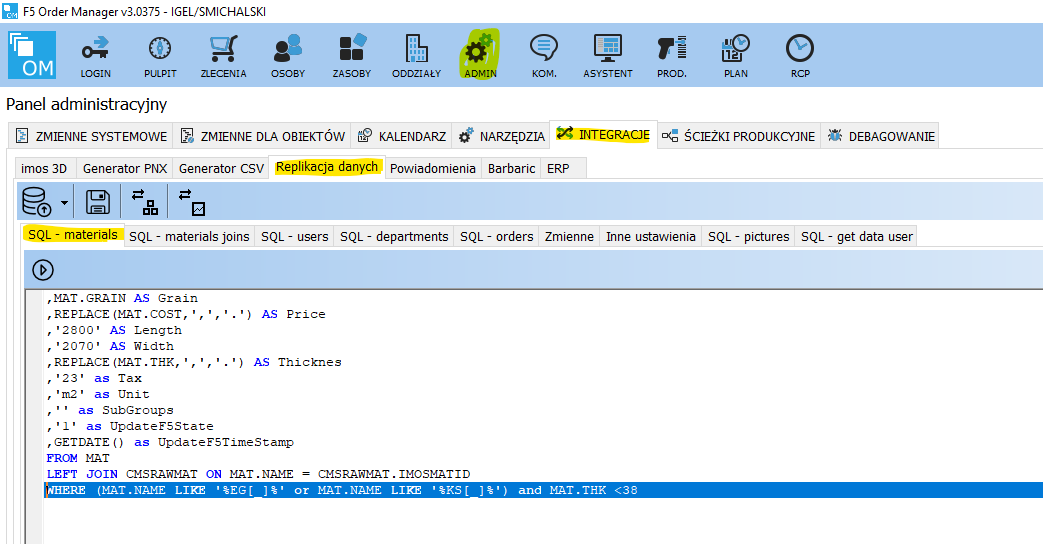 F5 Order Manager v3.0375 - IGEL/SMICHALSKI
OM
LOGIN PULPIT ZLECENIA OSOBY ZASOBY ODDZIAŁY ADMIN KOM. ASYSTENT PROD. PLAN RCP
Panel administracyjny
ZMIENNE SYSTEMOWE ZMIENNE DLA OBIEKTÓW KALENDARZ NARZĘDZIA INTEGRACJE ŚCIEŻKI PRODUKCYJNE DEBAGOWANIE
imos 3D Generator PNX Generator CSV Replikacja danych Powiadomienia Barbaric ERP
SQL - materials SQL - materials joins SQL - users SQL - departments SQL - orders Zmienne Inne ustawienia SQL - pictures SQL - get data user
,MAT.GRAIN AS Grain
,REPLACE(MAT.COST,',','.') AS Price
,'2800' AS Length
,'2070' AS Width
,REPLACE(MAT.THK,',','.') AS Thicknes
,'23' as Tax
,'m2' as Unit
,'' as SubGroups
,'1' as UpdateF5State
,GETDATE() as UpdateF5TimeStamp
FROM MAT
LEFT JOIN CMSRAWMAT ON MAT.NAME = CMSRAWMAT.IMOSMATID
WHERE (MAT.NAME LIKE '%EG[_]%' or MAT.NAME LIKE '%KS[_]%') and MAT.THK <38